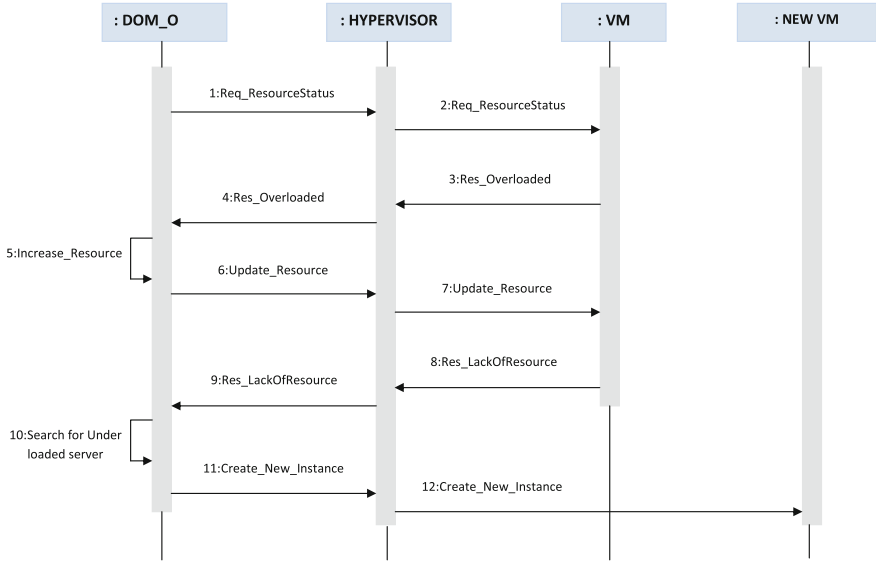 : DOM_O
: HYPERVISOR
: VM
: NEW VM
1:Req_ResourceStatus
2:Req_ResourceStatus
3:Res_Overloaded
4:Res_Overloaded
5:Increase_Resource
6:Update_Resource
7:Update_Resource
8:Res_LackOfResource
9:Res_LackOfResource
10:Search for Under
loaded server
11:Create_New_Instance
12:Create_New_Instance